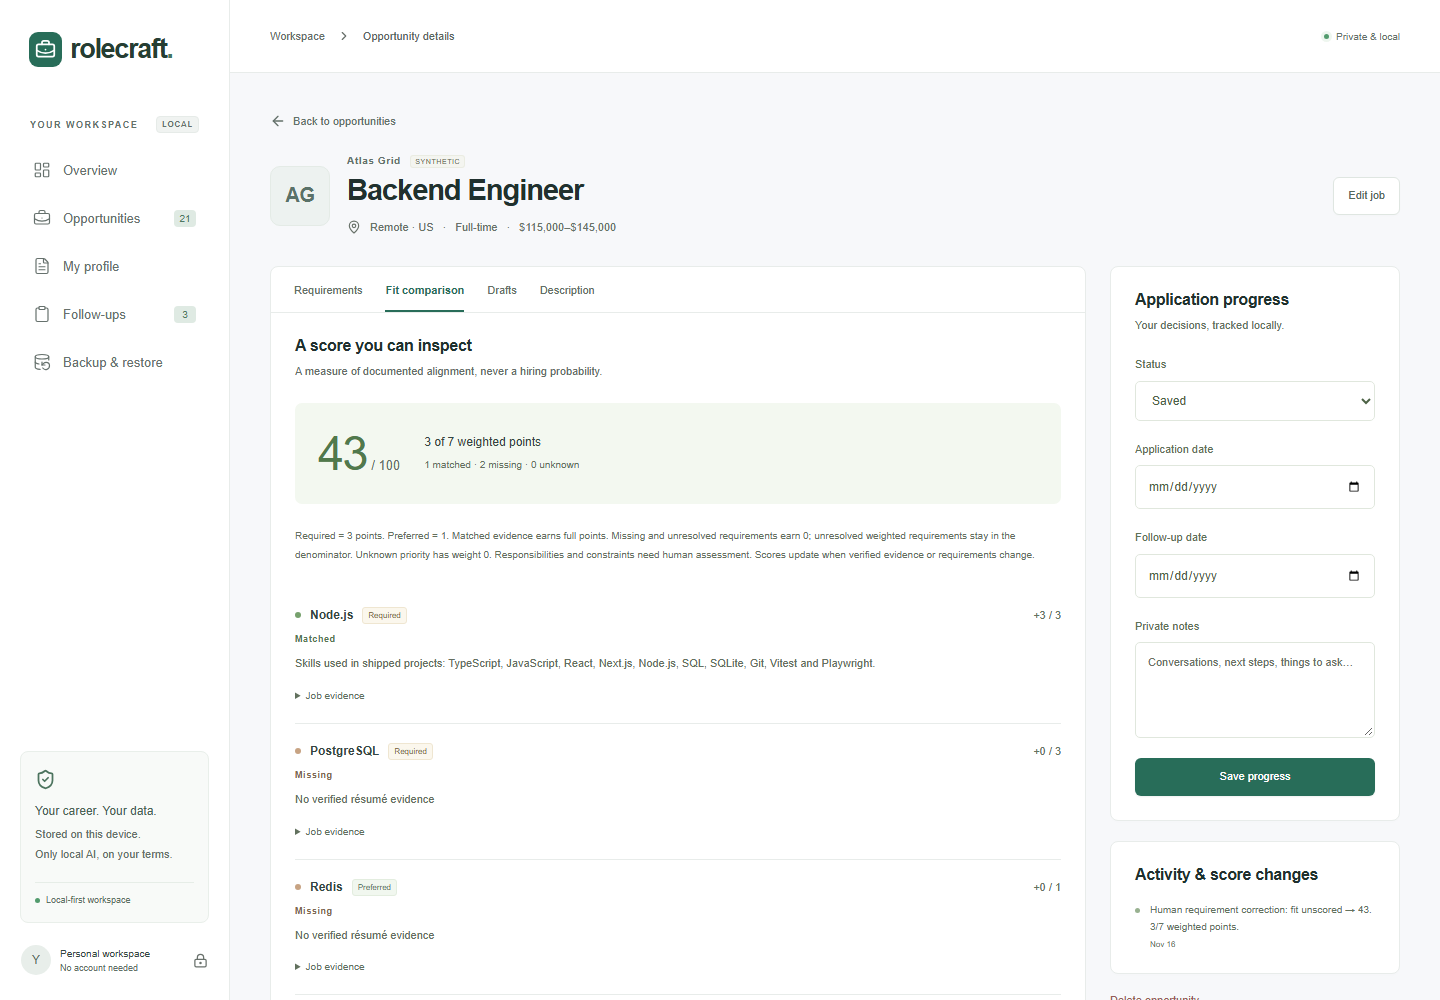 rolecraft.
YOUR WORKSPACE
LOCAL
Overview
Opportunities
21
My profile
Follow-ups
3
Backup & restore
Your career. Your data.
Stored on this device.
Only local AI, on your terms.
Local-first workspace
Y
Personal workspace
No account needed
Workspace
Opportunity details
Private & local
Back to opportunities
AG
Atlas Grid
SYNTHETIC
Backend Engineer
Remote · US · Full-time · $115,000–$145,000
Edit job
Requirements
Fit comparison
Drafts
Description
A score you can inspect
A measure of documented alignment, never a hiring probability.
43 / 100
3 of 7 weighted points
1 matched · 2 missing · 0 unknown
Required = 3 points. Preferred = 1. Matched evidence earns full points. Missing and unresolved requirements earn 0; unresolved weighted requirements stay in the
denominator. Unknown priority has weight 0. Responsibilities and constraints need human assessment. Scores update when verified evidence or requirements change.
Node.js
Required
+3 / 3
Matched
Skills used in shipped projects: TypeScript, JavaScript, React, Next.js, Node.js, SQL, SQLite, Git, Vitest and Playwright.
Job evidence
PostgreSQL
Required
+0 / 3
Missing
No verified résumé evidence
Job evidence
Redis
Preferred
+0 / 1
Missing
No verified résumé evidence
Job evidence
Application progress
Your decisions, tracked locally.
Status
Saved
Application date
mm/dd/yyyy
Follow-up date
mm/dd/yyyy
Private notes
Conversations, next steps, things to ask...
Save progress
Activity & score changes
Human requirement correction: fit unscored → 43.
3/7 weighted points.
Nov 16
Delete opportunity